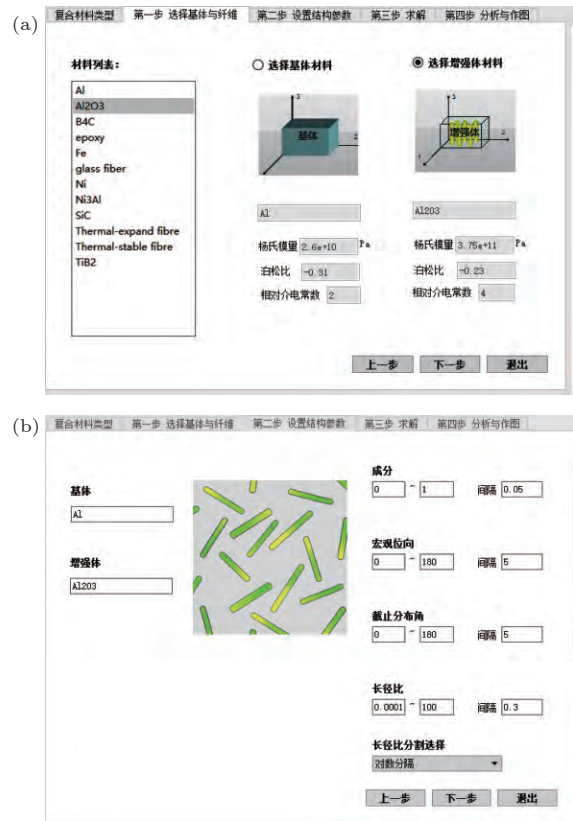 (a)
复合材料类型 第一步 选择基体与纤维 第二步 设置结构参数 第三步 求解 第四步 分析与作图
材料列表：
选择基体材料
选择增强体材料
Al
Al2O3
B4C
epoxy
Fe
glass fiber
Ni
Ni3Al
SiC
Thermal-expand fibre
Thermal-stable fibre
TiB2
基体
增强体
Al
杨氏模量 2.6e+10 Pa
泊松比 -0.31
相对介电常数 2
Al2O3
杨氏模量 3.75e+11 Pa
泊松比 -0.23
相对介电常数 4
上一步 下一步 退出
(b)
复合材料类型 第一步 选择基体与纤维 第二步 设置结构参数 第三步 求解 第四步 分析与作图
基体
Al
增强体
Al2O3
成分
0 ~ 1 间隔 0.05
宏观位向
0 ~ 180 间隔 5
截止分布角
0 ~ 180 间隔 5
长径比
0.0001 ~ 100 间隔 0.3
长径比分割选择
对数分隔
上一步 下一步 退出